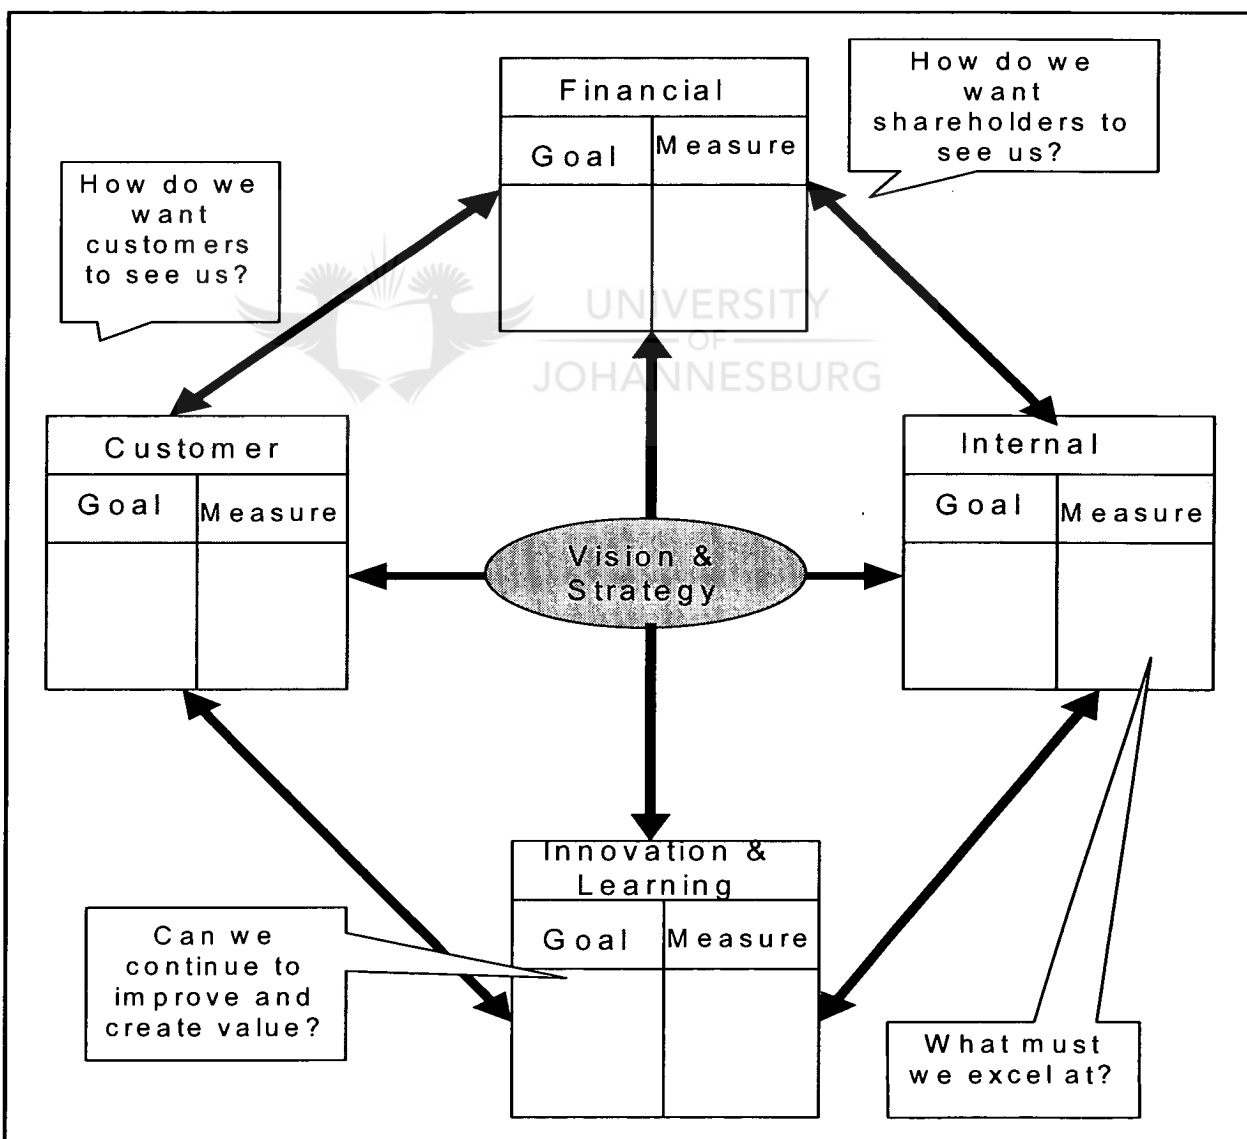 Financial
Goal
Measure
How do we
want
shareholders to
see us?
How do we
want
customers
to see us?
UNIVERSITY
OF
JOHANNESBURG
Customer
Goal
Measure
Vision &
Strategy
Internal
Goal
Measure
Innovation &
Learning
Goal
Measure
Can we
continue to
improve and
create value?
What must
we excel at?